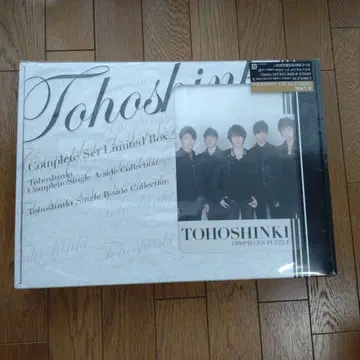 Tohoshinki
Complete Set Limited Box
Tohoshinki
Complete Single A-side Collection
Tohoshinki Single B-side Collection
TOHOSHINKI
1000PIECES PUZZLE